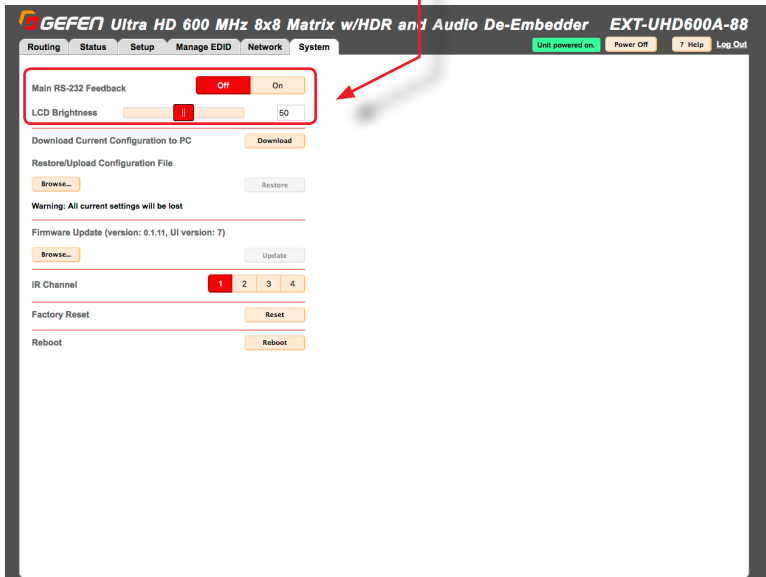 GEFEN Ultra HD 600 MHz 8x8 Matrix w/HDR and Audio De-Embedder EXT-UHD600A-88
Routing Status Setup Manage EDID Network System Unit powered on. Power Off ? Help Log Out
Main RS-232 Feedback Off On
LCD Brightness 50
Download Current Configuration to PC Download
Restore/Upload Configuration File
Browse... Restore
Warning: All current settings will be lost
Firmware Update (version: 0.1.11, UI version: 7)
Browse... Update
IR Channel 1 2 3 4
Factory Reset Reset
Reboot Reboot